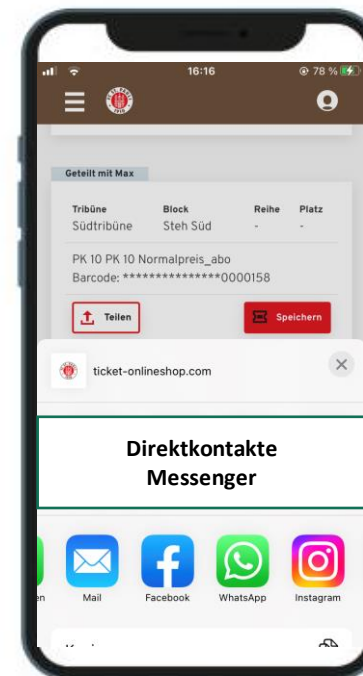 16:16
78 %
Geteilt mit Max
Tribüne Block Reihe Platz
Südtribüne Steh Süd - -
PK 10 PK 10 Normalpreis_abo
Barcode: ***************0000158
Teilen Speichern
ticket-onlineshop.com
Direktkontakte
Messenger
en Mail Facebook WhatsApp Instagram